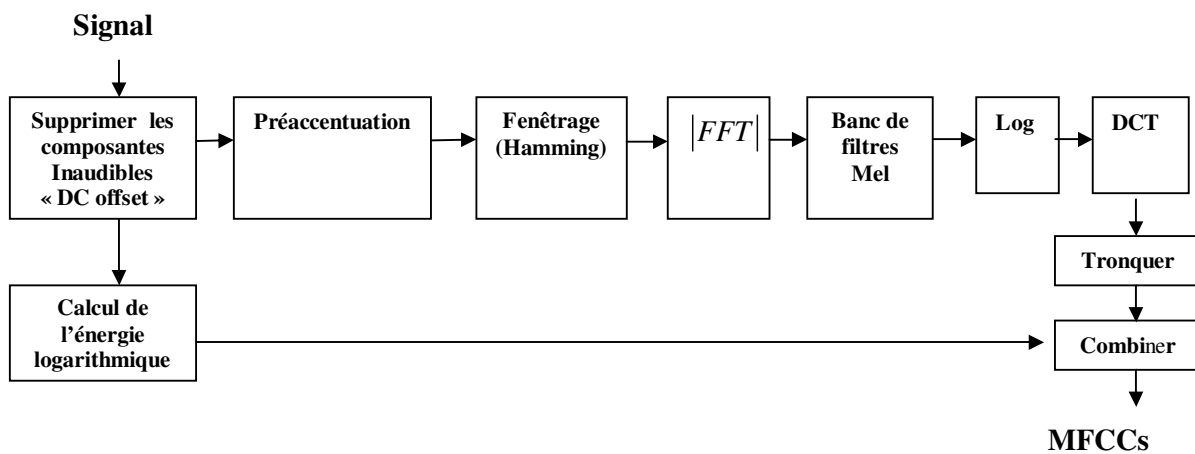 Signal
Supprimer les
composantes
Inaudibles
« DC offset »
Préaccentuation
Fenêtrage
(Hamming)
|FFT|
Banc de
filtres
Mel
Log
DCT
Tronquer
Calcul de
l'énergie
logarithmique
Combiner
MFCCs